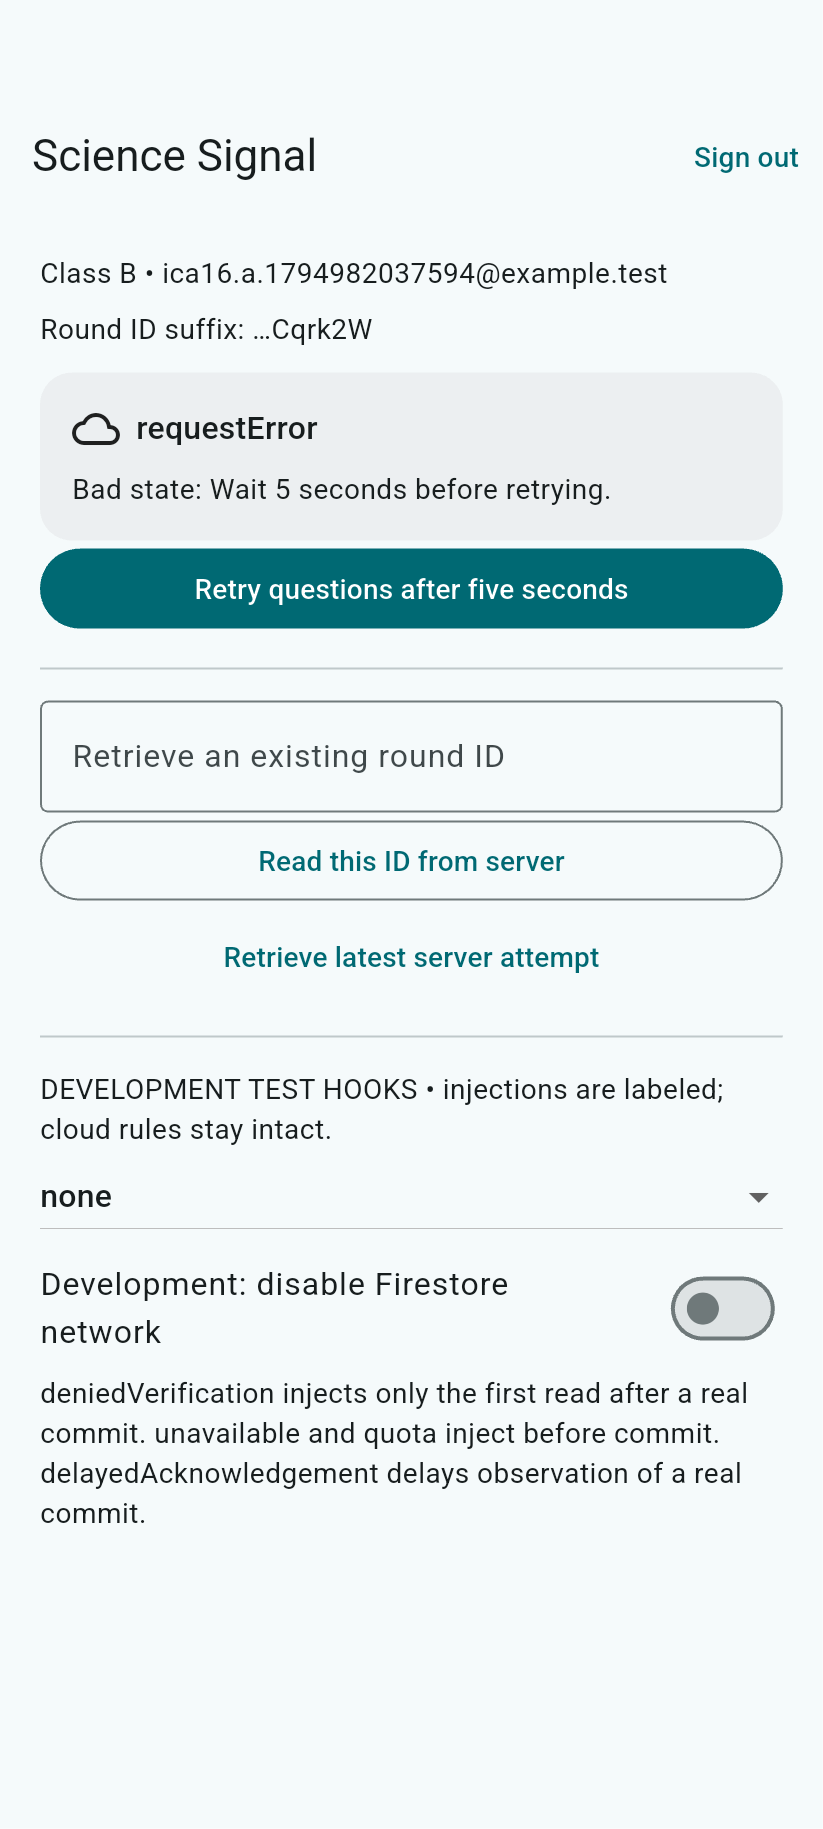 Science Signal
Sign out
Class B • ica16.a.1794982037594@example.test
Round ID suffix: …Cqrk2W
requestError
Bad state: Wait 5 seconds before retrying.
Retry questions after five seconds
Retrieve an existing round ID
Read this ID from server
Retrieve latest server attempt
DEVELOPMENT TEST HOOKS • injections are labeled;
cloud rules stay intact.
none
Development: disable Firestore
network
deniedVerification injects only the first read after a real
commit. unavailable and quota inject before commit.
delayedAcknowledgement delays observation of a real
commit.